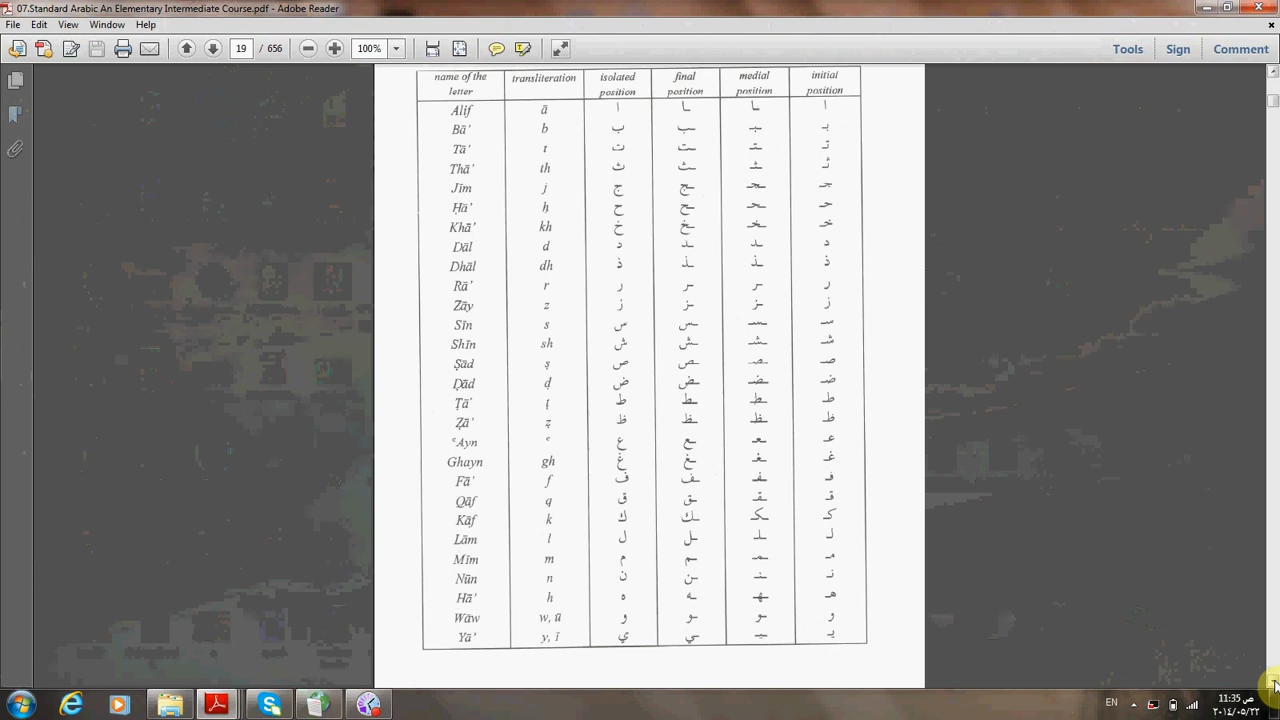 07.Standard Arabic An Elementary Intermediate Course.pdf - Adobe Reader
File Edit View Window Help
19 / 656 100% Tools Sign Comment
name of the letter transliteration isolated position final position medial position initial position
Alif ā ا ـا ـا ا
Bā' b ب ـب ـبـ بـ
Tā' t ت ـت ـتـ تـ
Thā' th ث ـث ـثـ ثـ
Jīm j ج ـج ـجـ جـ
Ḥā' ḥ ح ـح ـحـ حـ
Khā' kh خ ـخ ـخـ خـ
Dāl d د ـد ـد د
Dhāl dh ذ ـذ ـذ ذ
Rā' r ر ـر ـر ر
Zāy z ز ـز ـز ز
Sīn s س ـس ـسـ سـ
Shīn sh ش ـش ـشـ شـ
Ṣād ṣ ص ـص ـصـ صـ
Ḍād ḍ ض ـض ـضـ ضـ
Ṭā' ṭ ط ـط ـطـ ط
Ẓā' ẓ ظ ـظ ـظـ ظ
ʿAyn ʿ ع ـع ـعـ عـ
Ghayn gh غ ـغ ـغـ غـ
Fā' f ف ـف ـفـ فـ
Qāf q ق ـق ـقـ قـ
Kāf k ك ـك ـكـ كـ
Lām l ل ـل ـلـ لـ
Mīm m م ـم ـمـ مـ
Nūn n ن ـن ـنـ نـ
Hā' h ه ـه ـهـ هـ
Wāw w, ū و ـو ـو و
Yā' y, ī ي ـي ـيـ يـ
EN 11:35 ص
٢٠١٤/٠٥/٢٢